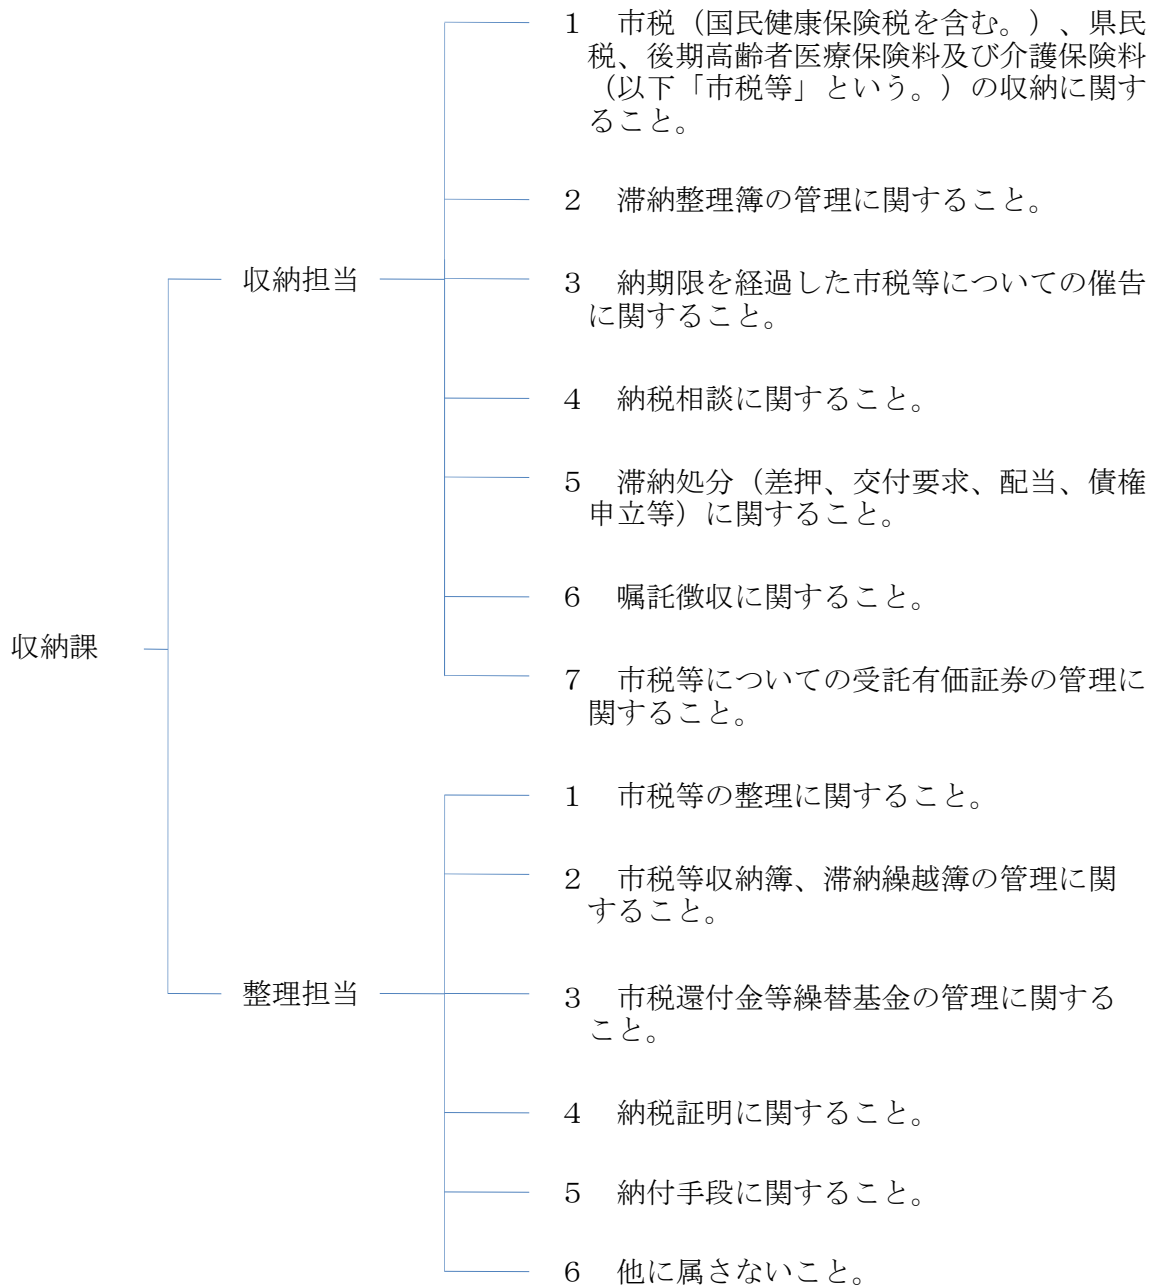 収納課
収納担当
１　市税（国民健康保険税を含む。）、県民
税、後期高齢者医療保険料及び介護保険料
（以下「市税等」という。）の収納に関す
ること。
２　滞納整理簿の管理に関すること。
３　納期限を経過した市税等についての催告
に関すること。
４　納税相談に関すること。
５　滞納処分（差押、交付要求、配当、債権
申立等）に関すること。
６　嘱託徴収に関すること。
７　市税等についての受託有価証券の管理に
関すること。
整理担当
１　市税等の整理に関すること。
２　市税等収納簿、滞納繰越簿の管理に関
すること。
３　市税還付金等繰替基金の管理に関する
こと。
４　納税証明に関すること。
５　納付手段に関すること。
６　他に属さないこと。